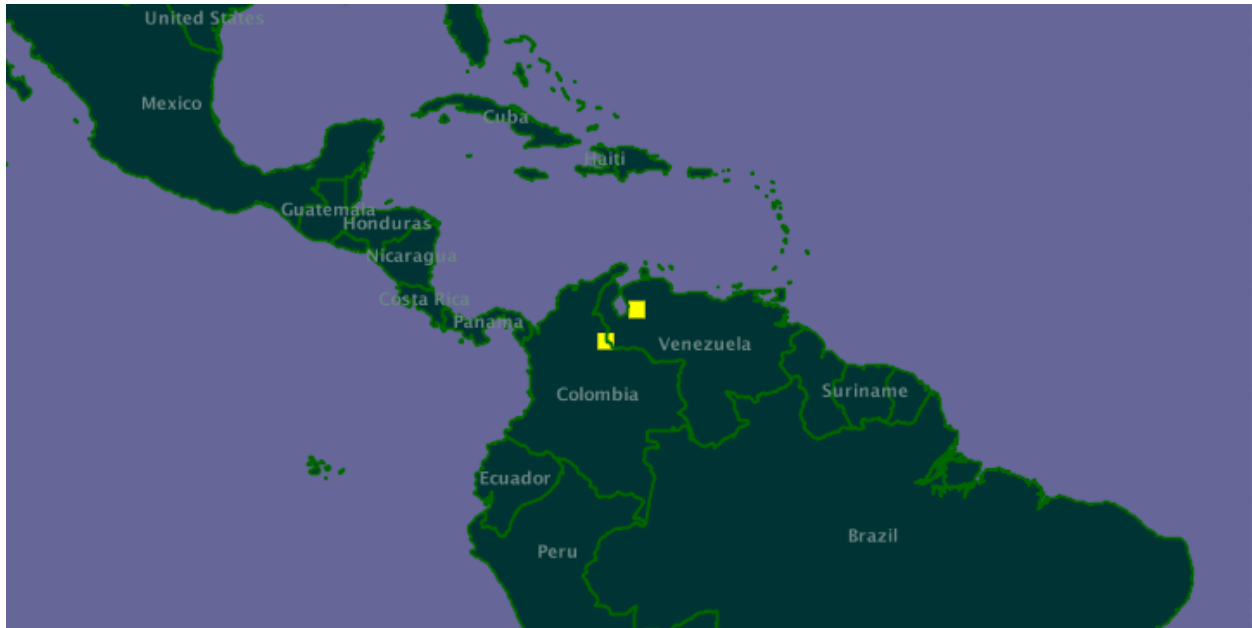 United States
Mexico
Cuba
Haiti
Guatemala
Honduras
Nicaragua
Costa Rica
Panama
Venezuela
Colombia
Suriname
Ecuador
Brazil
Peru